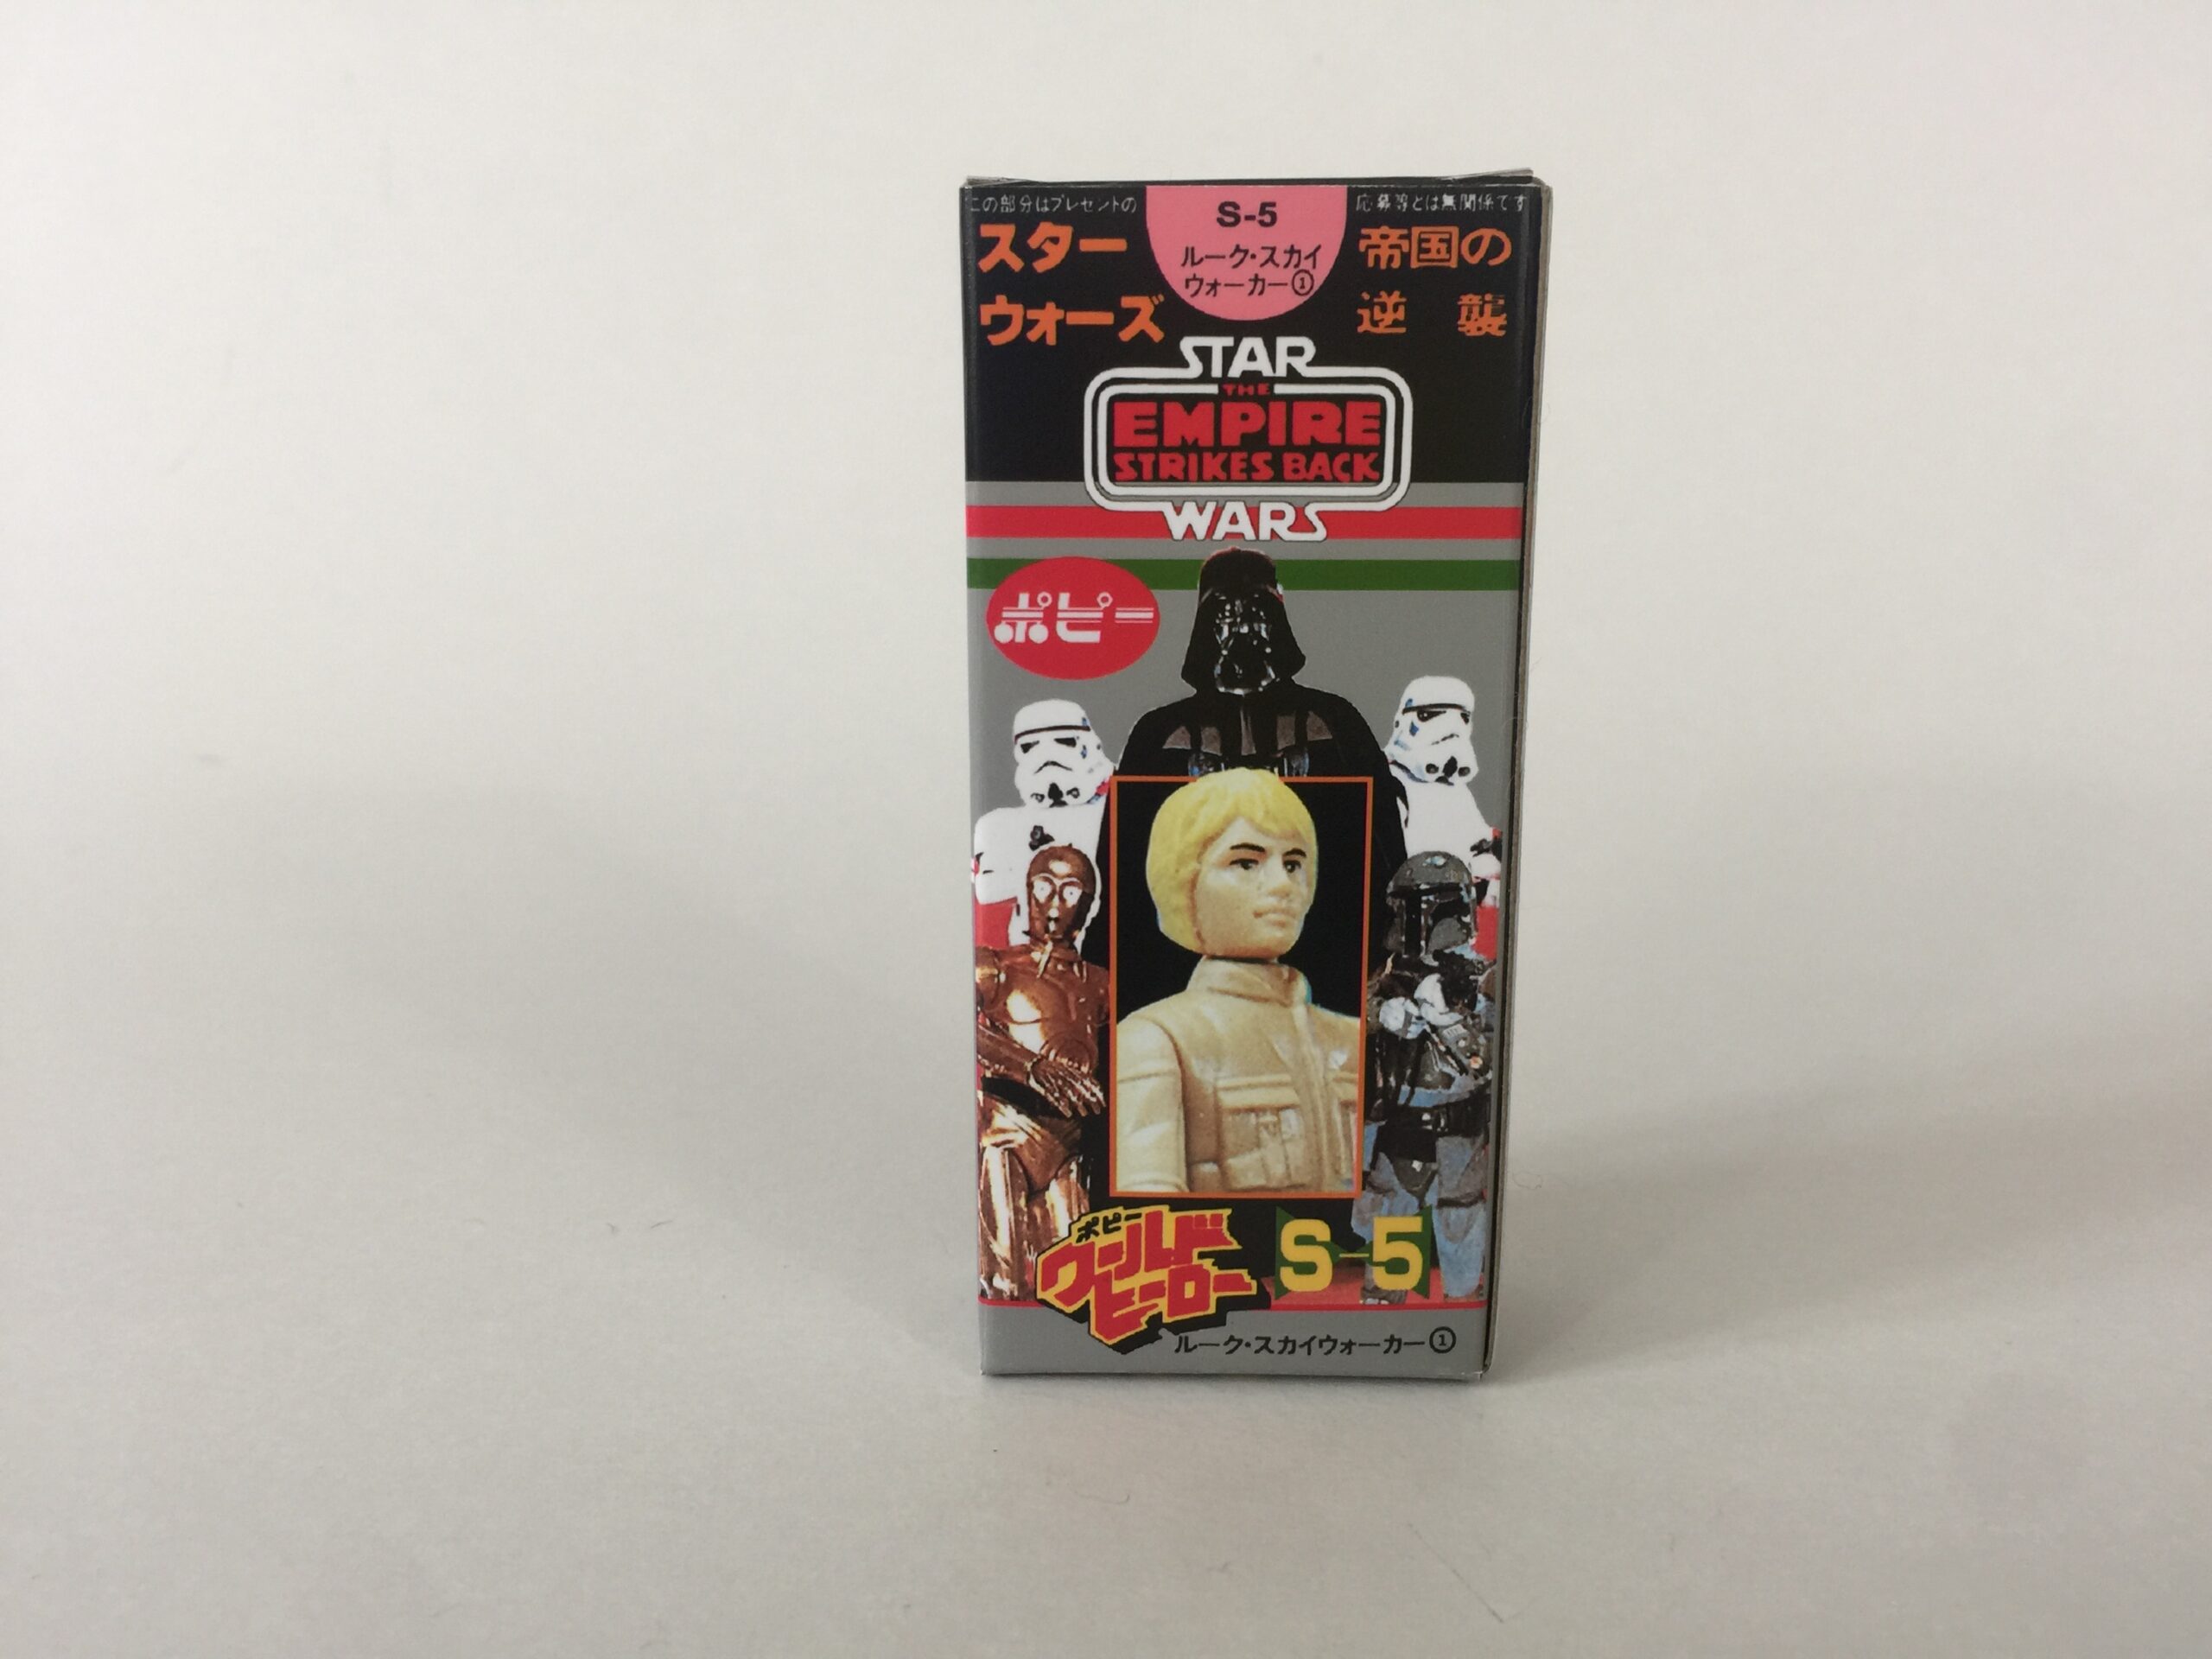 この部分はプレゼントの
応募等とは無関係です
S-5
ルーク・スカイ
ウォーカー①
スター
ウォーズ
帝国の
逆襲
STAR
THE
EMPIRE
STRIKES BACK
WARS
ポピー
ポピー
ワールド
ヒーロー
S-5
ルーク・スカイウォーカー①